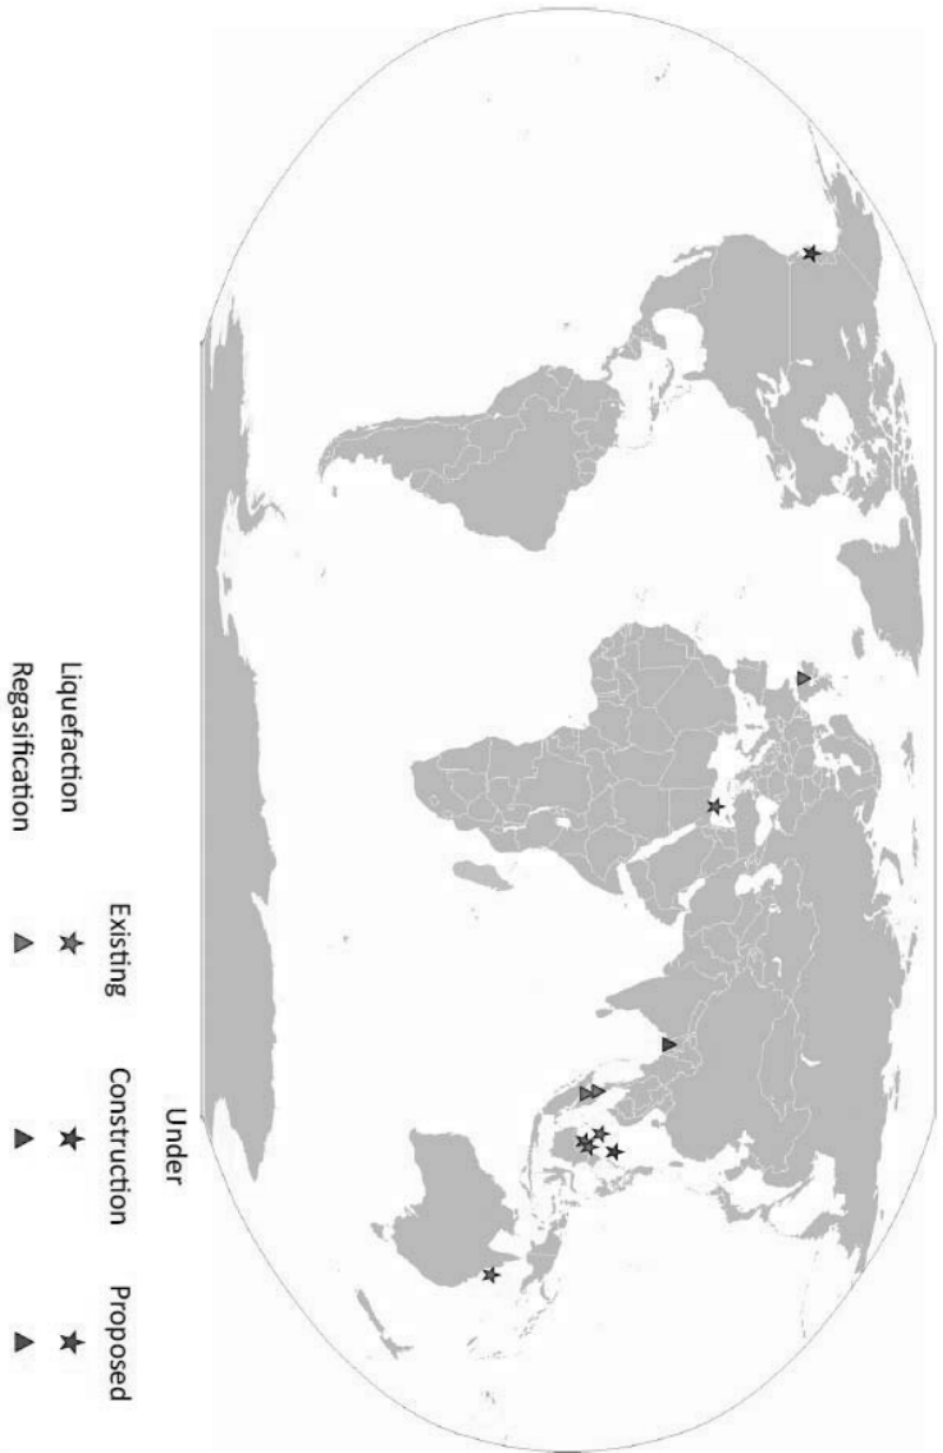 Under
Existing Construction Proposed
Liquefaction
Regasification